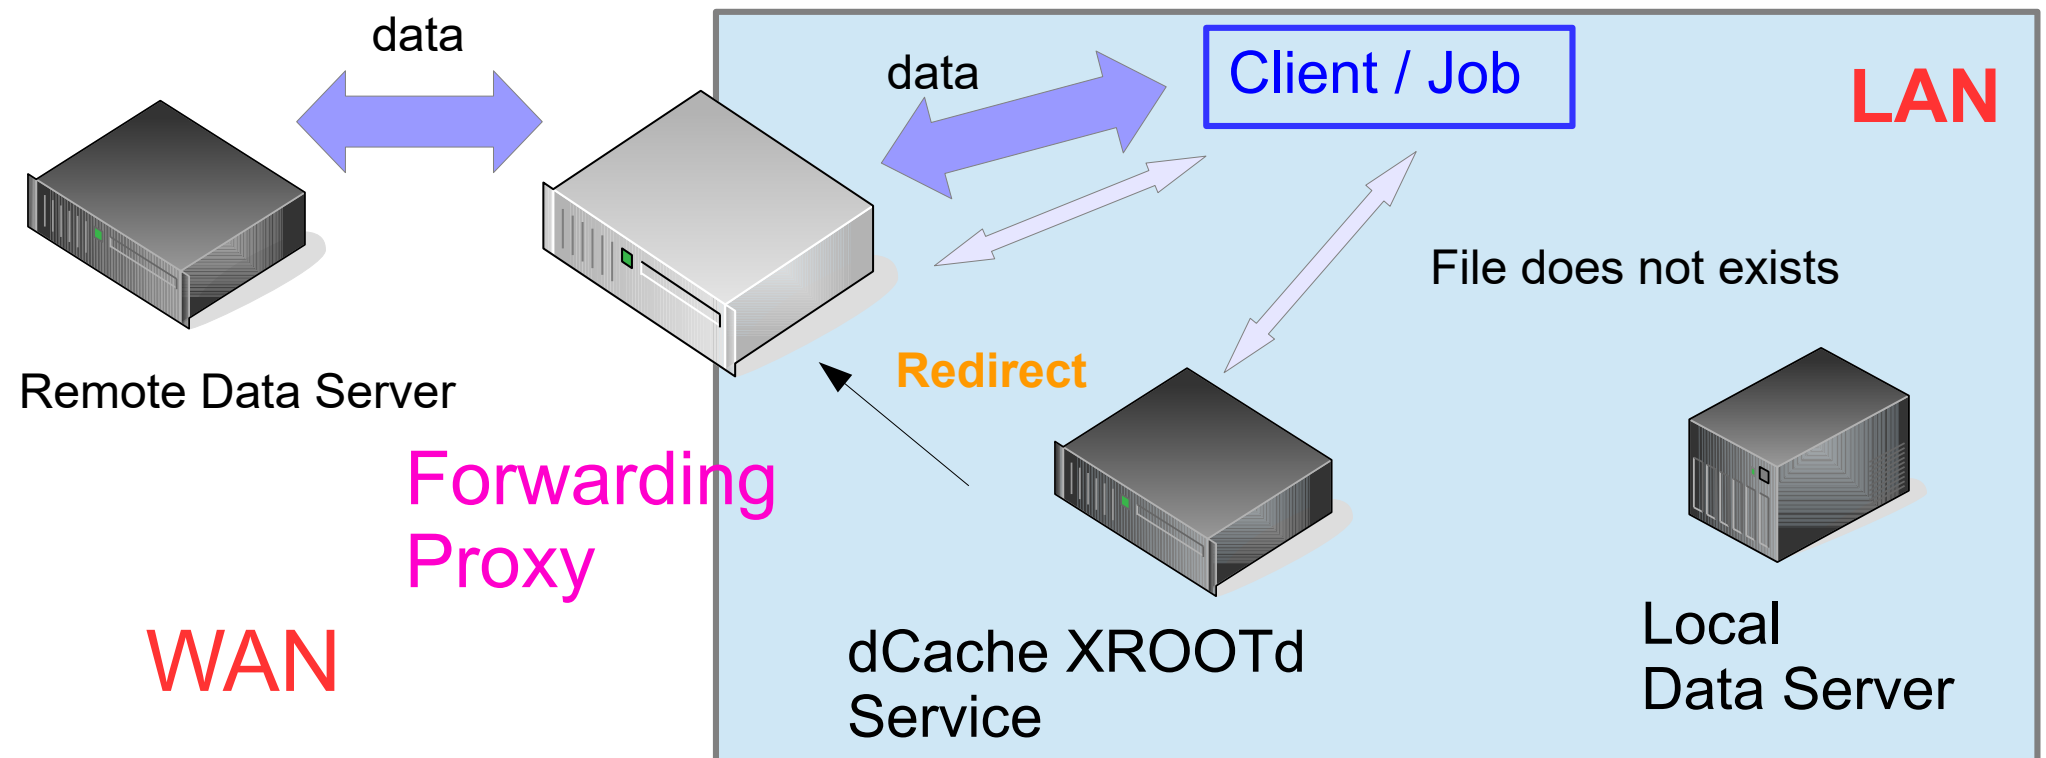 data
data
Client / Job
LAN
File does not exists
Redirect
Remote Data Server
Forwarding
Proxy
WAN
dCache XROOTd
Service
Local
Data Server